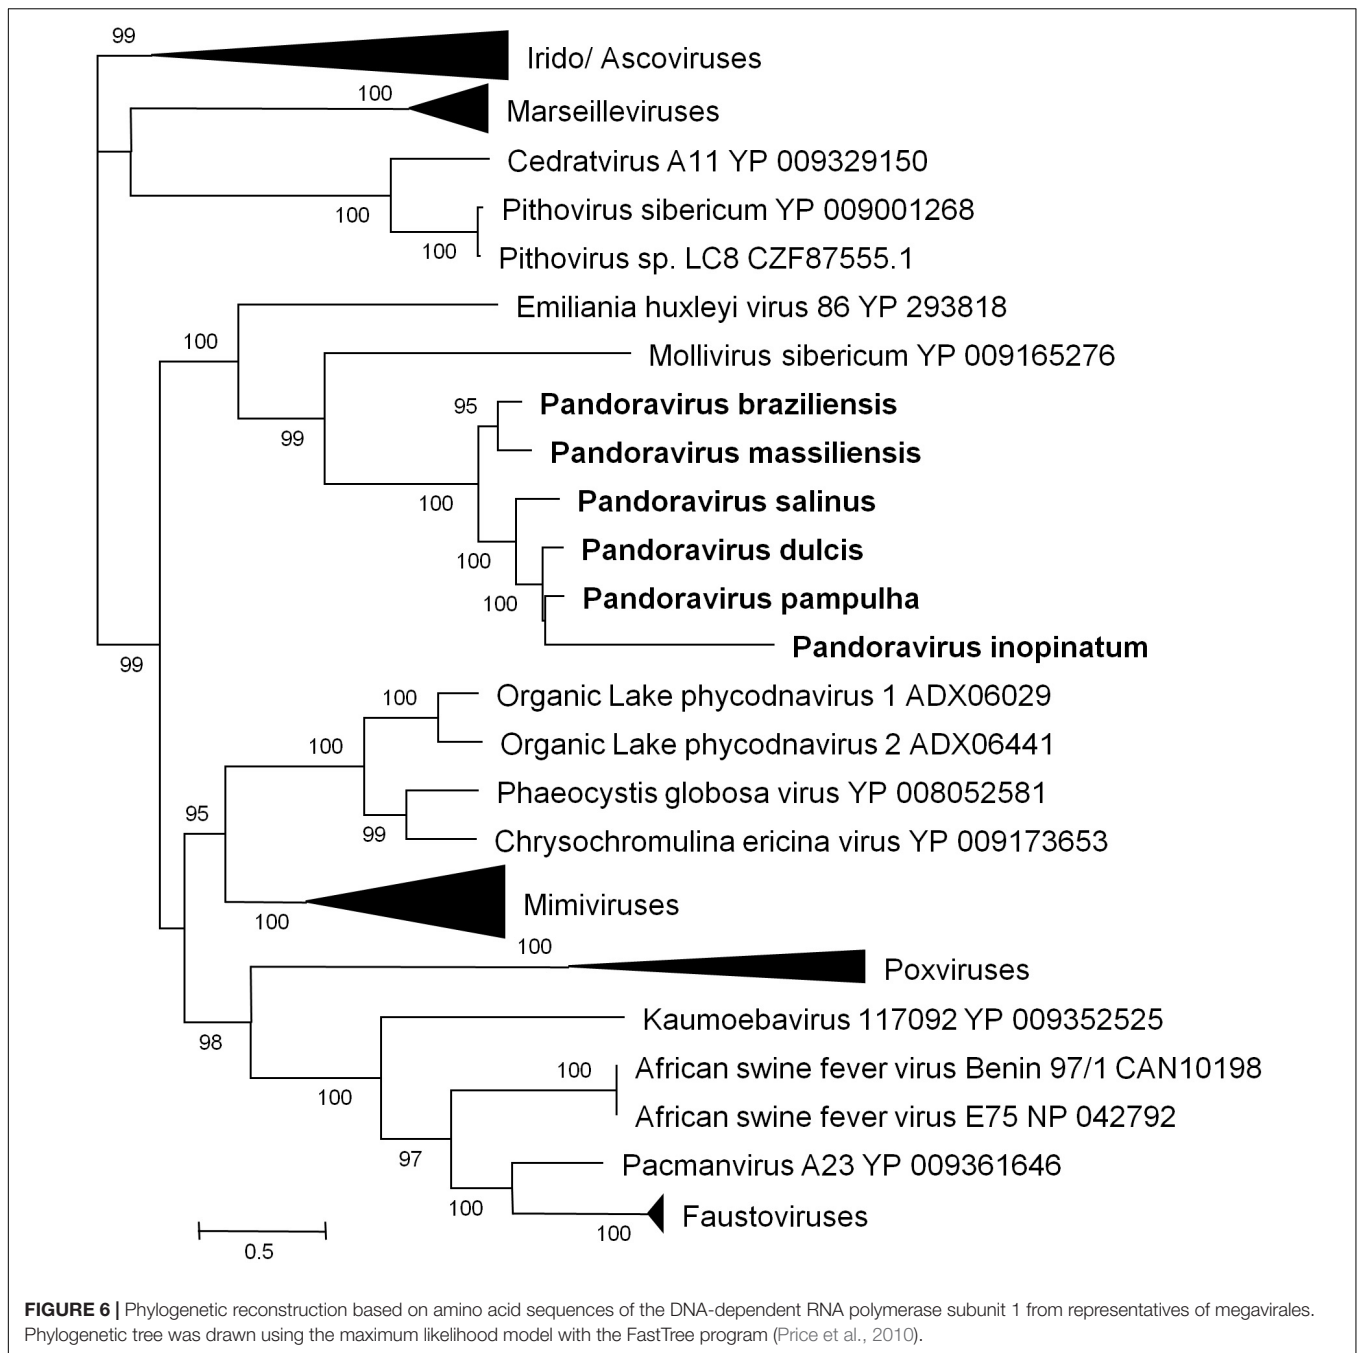 99
Irido/ Ascoviruses
100
Marseilleviruses
Cedratvirus A11 YP 009329150
100
Pithovirus sibericum YP 009001268
100
Pithovirus sp. LC8 CZF87555.1
Emiliania huxleyi virus 86 YP 293818
100
Mollivirus sibericum YP 009165276
95
Pandoravirus braziliensis
99
Pandoravirus massiliensis
100
Pandoravirus salinus
100
Pandoravirus dulcis
100
Pandoravirus pampulha
Pandoravirus inopinatum
99
100
Organic Lake phycodnavirus 1 ADX06029
100
Organic Lake phycodnavirus 2 ADX06441
Phaeocystis globosa virus YP 008052581
95
99
Chrysochromulina ericina virus YP 009173653
Mimiviruses
100
100
Poxviruses
Kaumoebavirus 117092 YP 009352525
98
100
African swine fever virus Benin 97/1 CAN10198
100
African swine fever virus E75 NP 042792
97
Pacmanvirus A23 YP 009361646
100
Faustoviruses
100
0.5
FIGURE 6 | Phylogenetic reconstruction based on amino acid sequences of the DNA-dependent RNA polymerase subunit 1 from representatives of megavirales.
Phylogenetic tree was drawn using the maximum likelihood model with the FastTree program (Price et al., 2010).